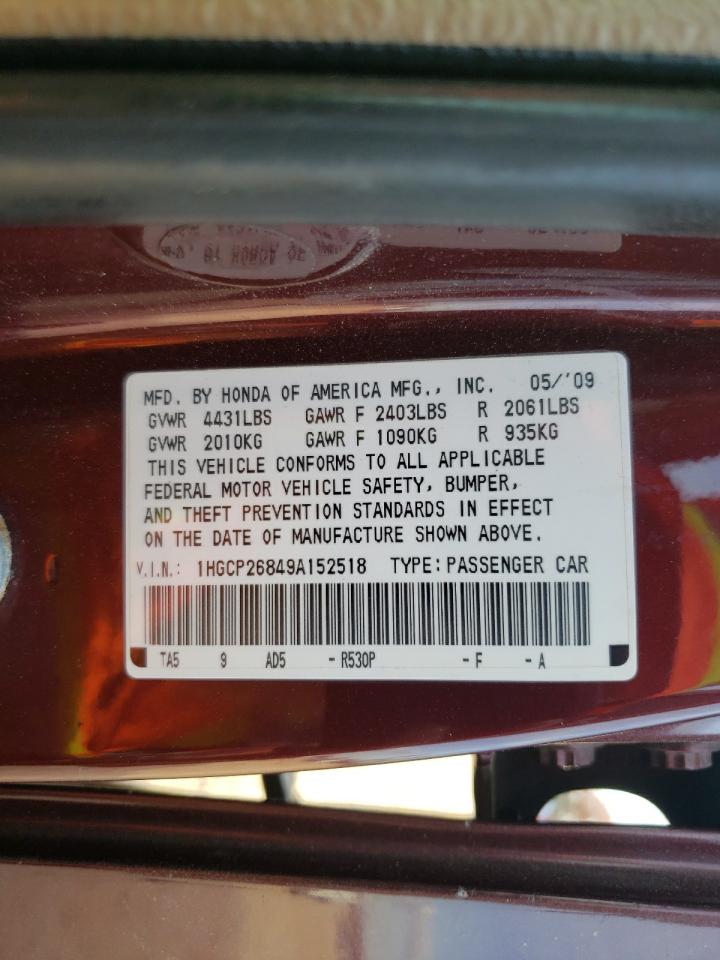 MFD. BY HONDA OF AMERICA MFG., INC. 05/'09
GVWR 4431LBS GAWR F 2403LBS R 2061LBS
GVWR 2010KG GAWR F 1090KG R 935KG
THIS VEHICLE CONFORMS TO ALL APPLICABLE
FEDERAL MOTOR VEHICLE SAFETY, BUMPER,
AND THEFT PREVENTION STANDARDS IN EFFECT
ON THE DATE OF MANUFACTURE SHOWN ABOVE.
V.I.N.: 1HGCP26849A152518 TYPE: PASSENGER CAR
TA5 9 AD5 -R530P -F -A